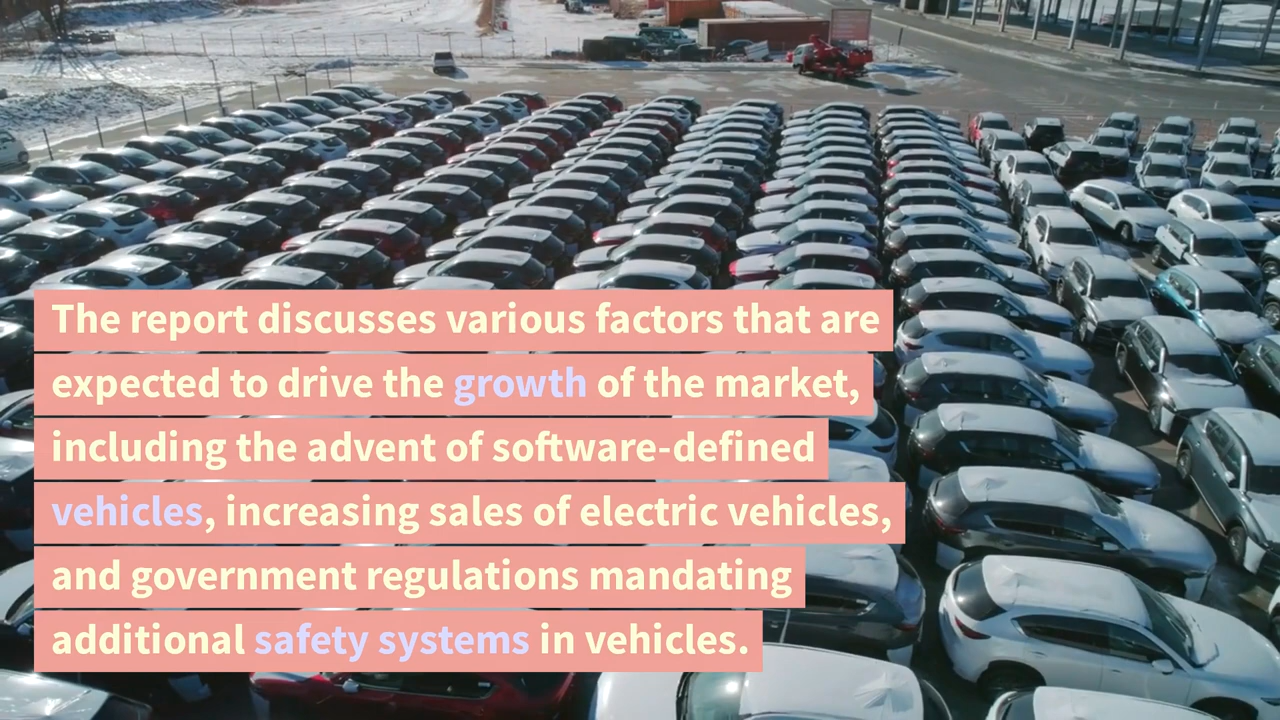 The report discusses various factors that are
expected to drive the growth of the market,
including the advent of software-defined
vehicles, increasing sales of electric vehicles,
and government regulations mandating
additional safety systems in vehicles.